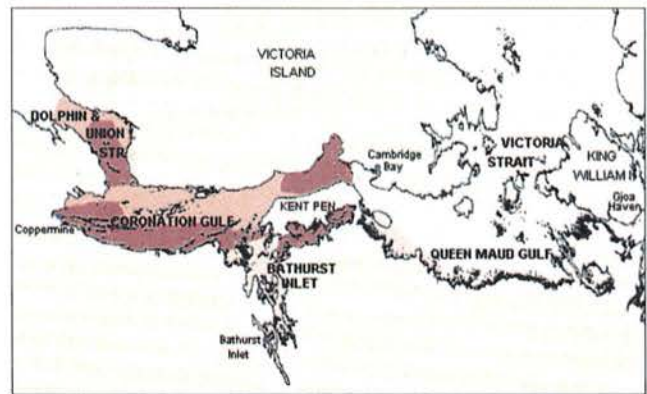 VICTORIA
ISLAND
DOLPHIN &
UNION
STR.
Cambridge
Bay
VICTORIA
STRAIT
KING
WILLIAM I
Gjoa
Haven
KENT PEN
Coppermine
CORONATION GULF
QUEEN MAUD GULF
BATHURST
INLET
Bathurst
Inlet